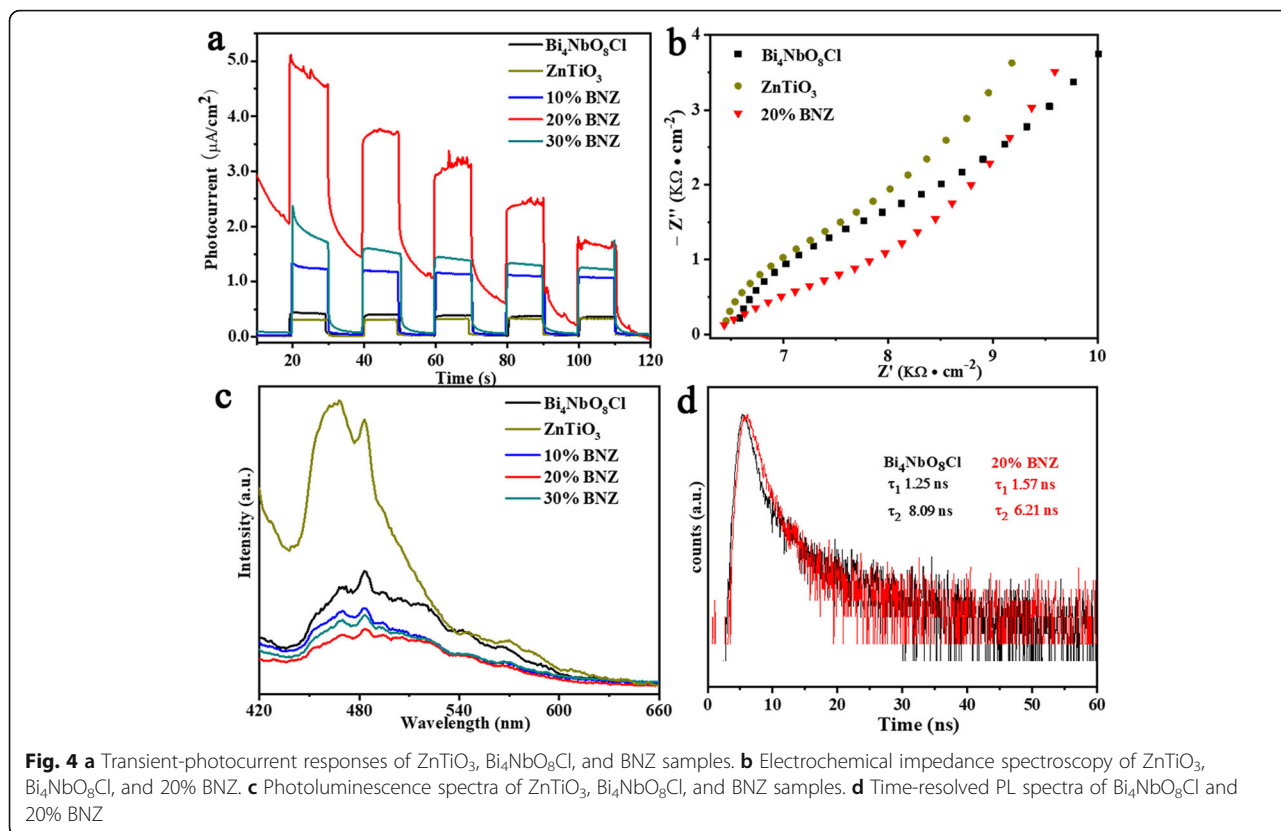 a
Photocurrent (μA/cm²)
5.0
4.0
3.0
2.0
1.0
0.0
20 40 60 80 100 120
Time (s)
Bi₄NbO₈Cl
ZnTiO₃
10% BNZ
20% BNZ
30% BNZ
b
− Z'' (KΩ • cm⁻²)
4
3
2
1
0
7 8 9 10
Z' (KΩ • cm⁻²)
Bi₄NbO₈Cl
ZnTiO₃
20% BNZ
c
Intensity (a.u.)
420 480 540 600 660
Wavelength (nm)
Bi₄NbO₈Cl
ZnTiO₃
10% BNZ
20% BNZ
30% BNZ
d
counts (a.u.)
0 10 20 30 40 50 60
Time (ns)
Bi₄NbO₈Cl 20% BNZ
τ₁ 1.25 ns τ₁ 1.57 ns
τ₂ 8.09 ns τ₂ 6.21 ns
Fig. 4 a Transient-photocurrent responses of ZnTiO₃, Bi₄NbO₈Cl, and BNZ samples. b Electrochemical impedance spectroscopy of ZnTiO₃,
Bi₄NbO₈Cl, and 20% BNZ. c Photoluminescence spectra of ZnTiO₃, Bi₄NbO₈Cl, and BNZ samples. d Time-resolved PL spectra of Bi₄NbO₈Cl and
20% BNZ